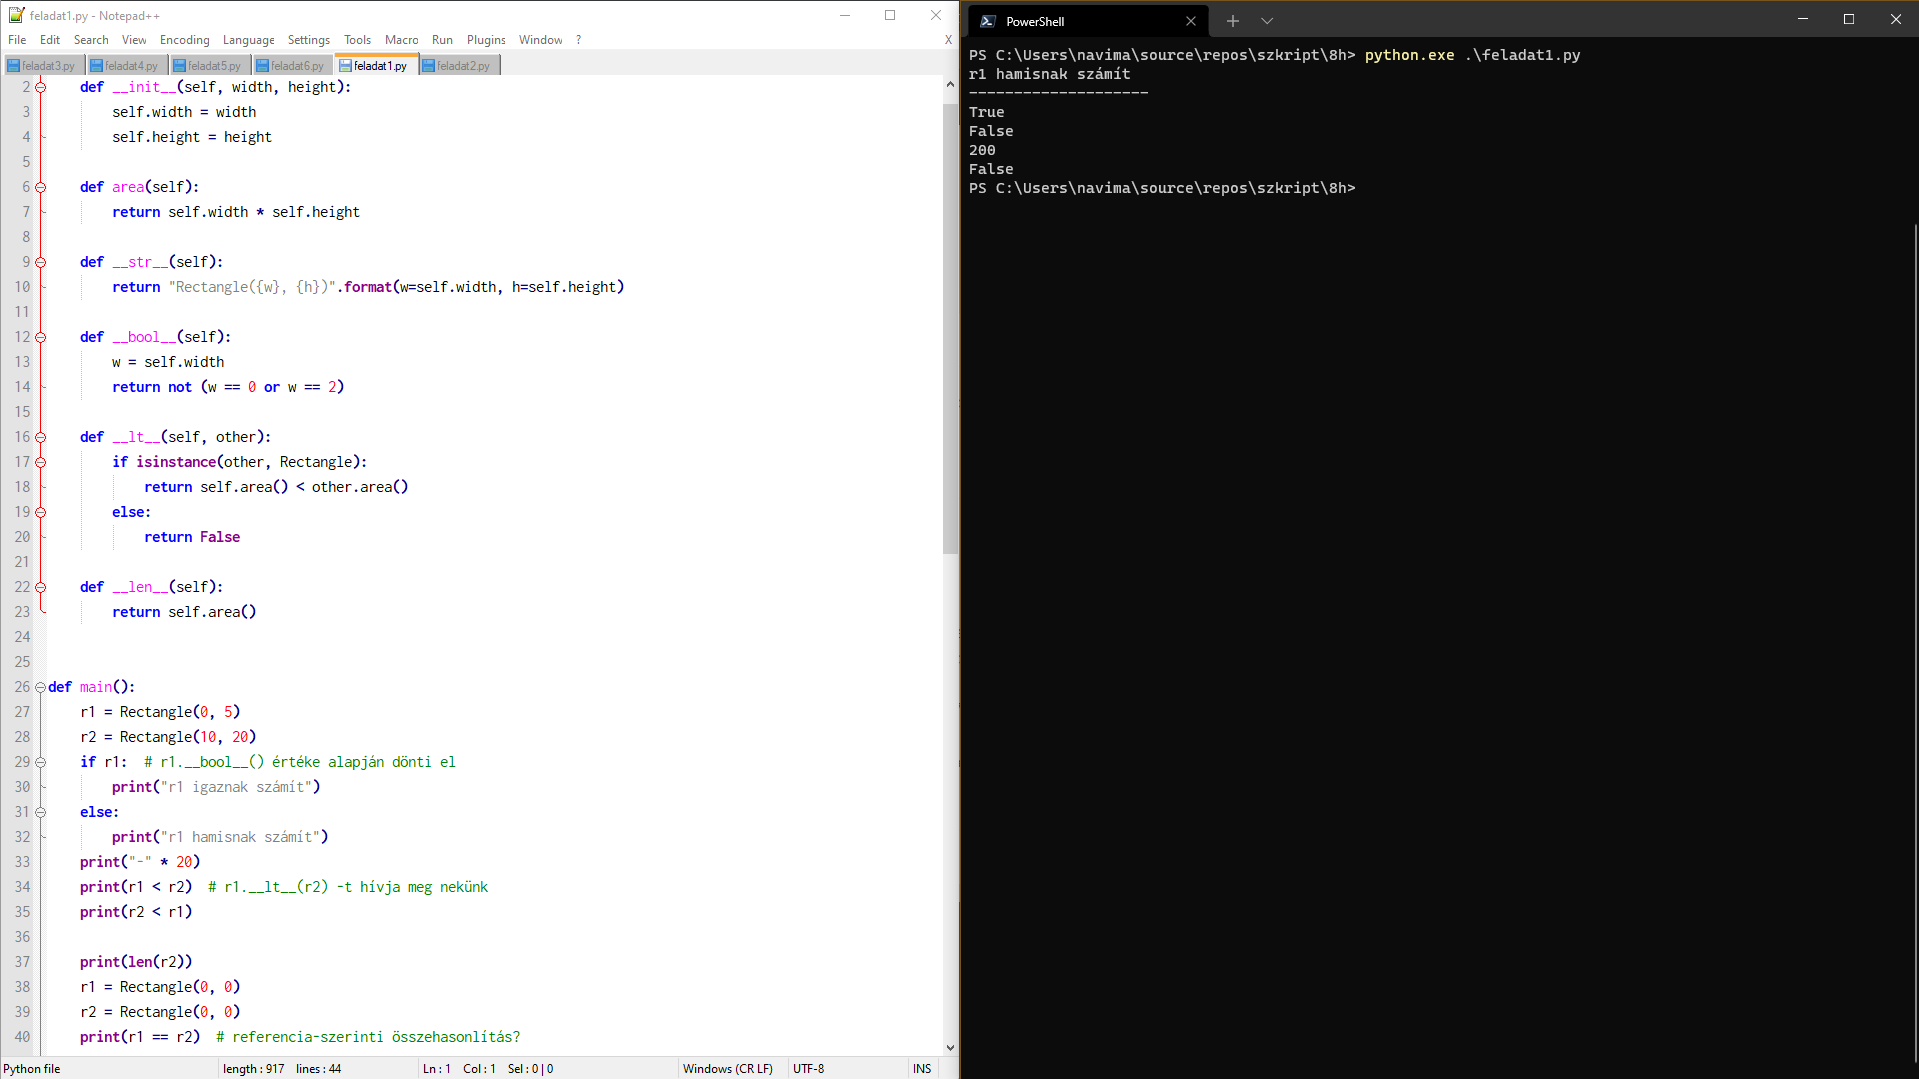 feladat1.py - Notepad++
File Edit Search View Encoding Language Settings Tools Macro Run Plugins Window ? X
feladat3.py feladat4.py feladat5.py feladat6.py feladat1.py feladat2.py
2 def __init__(self, width, height):
3 self.width = width
4 self.height = height
5
6 def area(self):
7 return self.width * self.height
8
9 def __str__(self):
10 return "Rectangle({w}, {h})".format(w=self.width, h=self.height)
11
12 def __bool__(self):
13 w = self.width
14 return not (w == 0 or w == 2)
15
16 def __lt__(self, other):
17 if isinstance(other, Rectangle):
18 return self.area() < other.area()
19 else:
20 return False
21
22 def __len__(self):
23 return self.area()
24
25
26 def main():
27 r1 = Rectangle(0, 5)
28 r2 = Rectangle(10, 20)
29 if r1:  # r1.__bool__() értéke alapján dönti el
30 print("r1 igaznak számít")
31 else:
32 print("r1 hamisnak számít")
33 print("-" * 20)
34 print(r1 < r2)  # r1.__lt__(r2) -t hívja meg nekünk
35 print(r2 < r1)
36
37 print(len(r2))
38 r1 = Rectangle(0, 0)
39 r2 = Rectangle(0, 0)
40 print(r1 == r2)  # referencia-szerinti összehasonlítás?
Python file length : 917 lines : 44 Ln : 1 Col : 1 Sel : 0 | 0 Windows (CR LF) UTF-8 INS
PowerShell
PS C:\Users\navima\source\repos\szkript\8h> python.exe .\feladat1.py
r1 hamisnak számít
--------------------
True
False
200
False
PS C:\Users\navima\source\repos\szkript\8h>